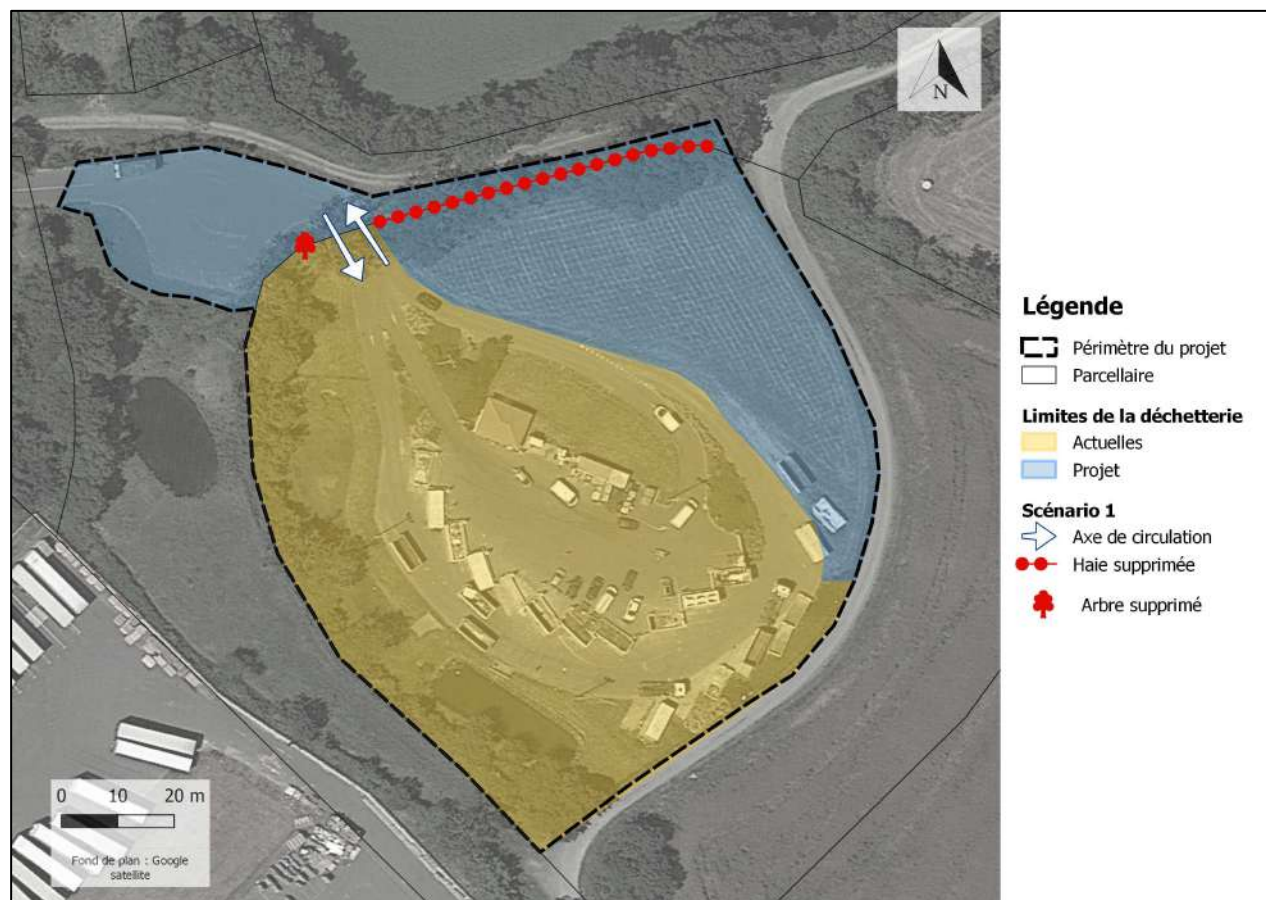 N
Légende
Périmètre du projet
Parcellaire
Limites de la déchetterie
Actuelles
Projet
Scénario 1
Axe de circulation
Haie supprimée
Arbre supprimé
0 10 20 m
Fond de plan : Google
satellite